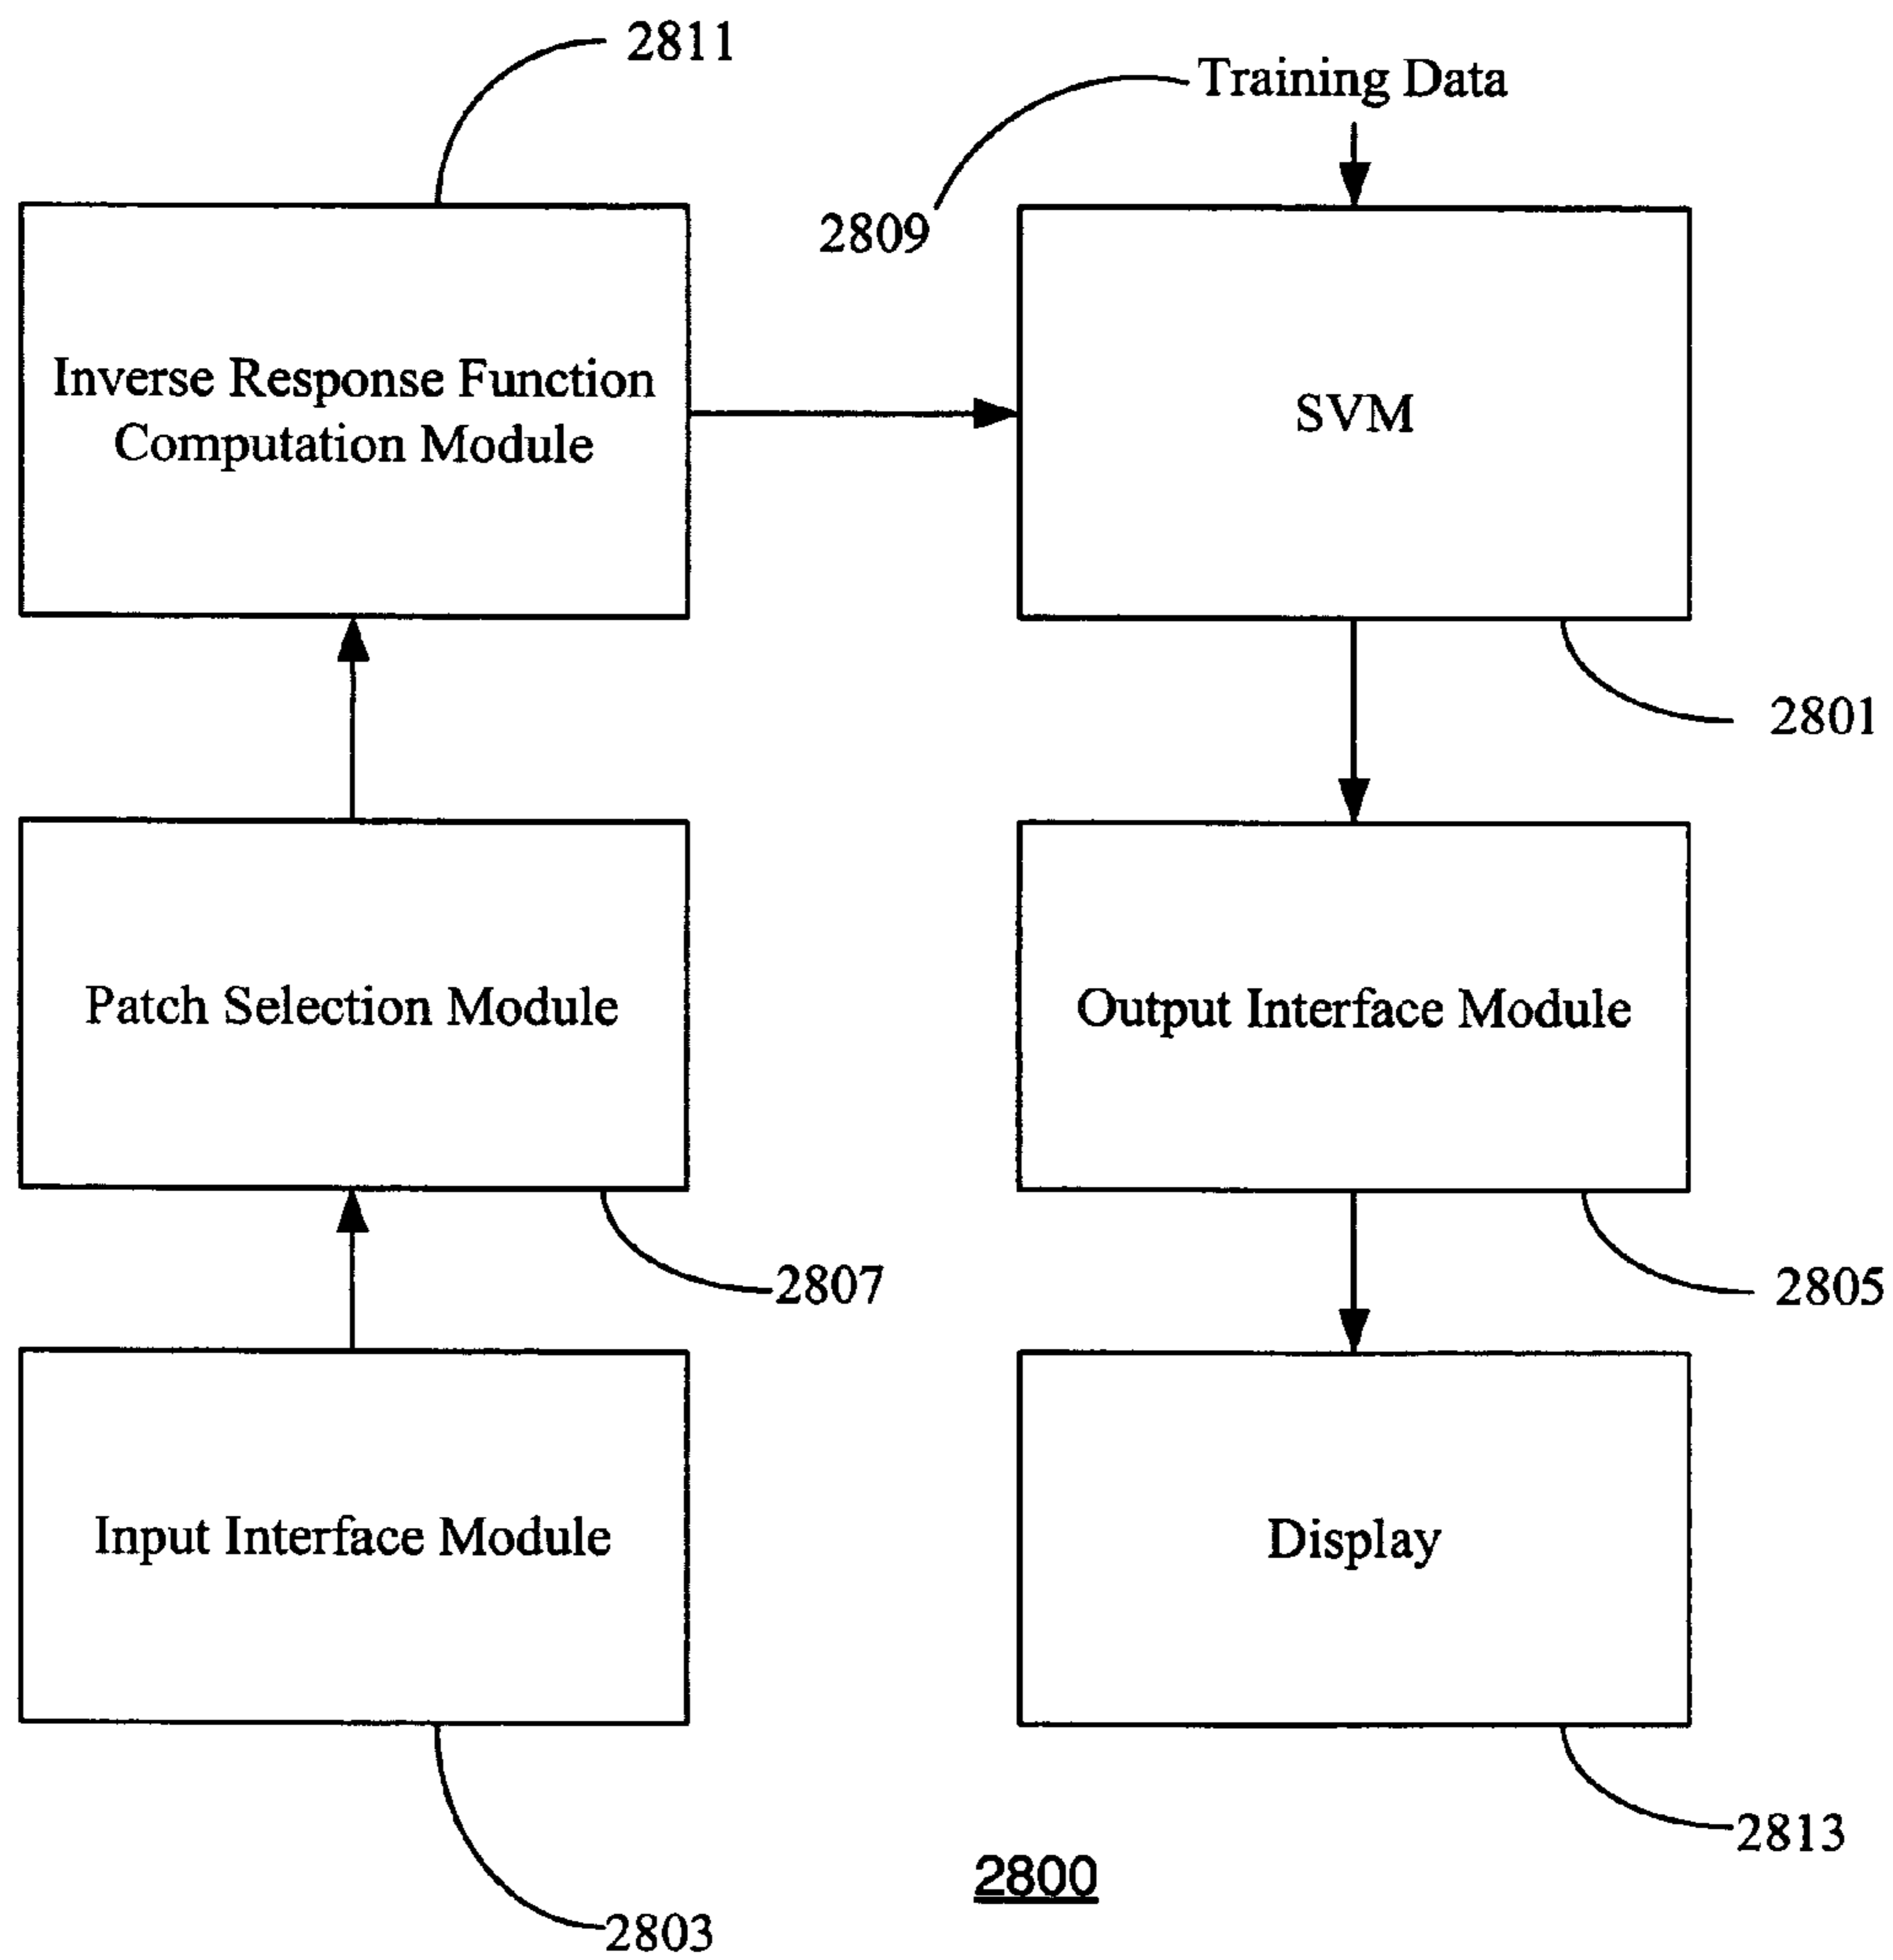 2811
Training Data
2809
Inverse Response Function
Computation Module
SVM
2801
Patch Selection Module
Output Interface Module
2807
2805
Input Interface Module
Display
2813
2800
2803